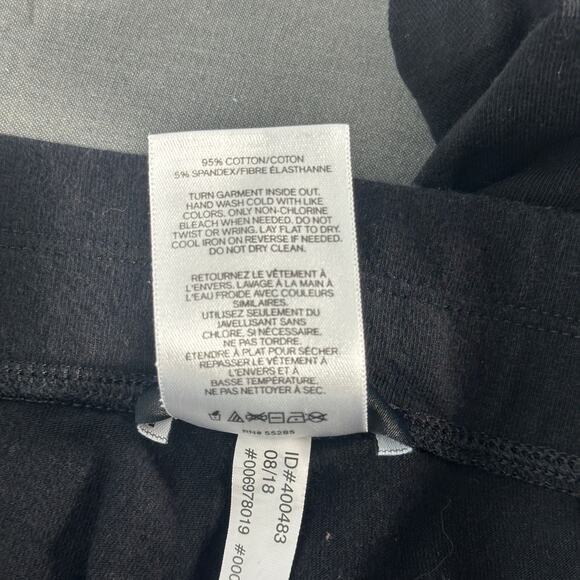 95% COTTON/COTON
5% SPANDEX/FIBRE ÉLASTHANNE
TURN GARMENT INSIDE OUT.
HAND WASH COLD WITH LIKE
COLORS. ONLY NON-CHLORINE
BLEACH WHEN NEEDED. DO NOT
TWIST OR WRING. LAY FLAT TO DRY.
COOL IRON ON REVERSE IF NEEDED.
DO NOT DRY CLEAN.
RETOURNEZ LE VÊTEMENT À
L'ENVERS. LAVAGE À LA MAIN À
L'EAU FROIDE AVEC COULEURS
SIMILAIRES.
UTILISEZ SEULEMENT DU
JAVELLISANT SANS
CHLORE, SI NÉCESSAIRE.
NE PAS TORDRE.
ÉTENDRE À PLAT POUR SÉCHER.
REPASSER LE VÊTEMENT À
L'ENVERS ET À
BASSE TEMPÉRATURE.
NE PAS NETTOYER À SEC.
RN# 55285
ID#400483
08/18
#006978019 #000